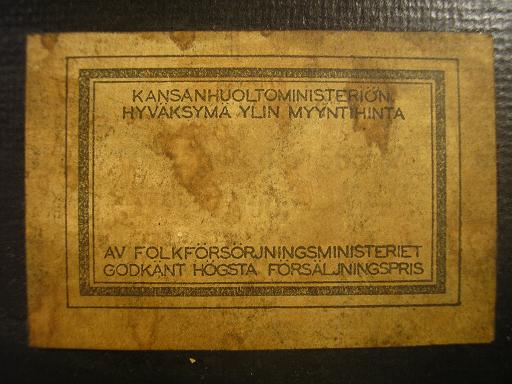 KANSANHUOLTOMINISTERIÖN
HYVÄKSYMÄ YLIN MYYNTIHINTA
AV FOLKFÖRSÖRJNINGSMINISTERIET
GODKÄNT HÖGSTA FÖRSÄLJNINGSPRIS